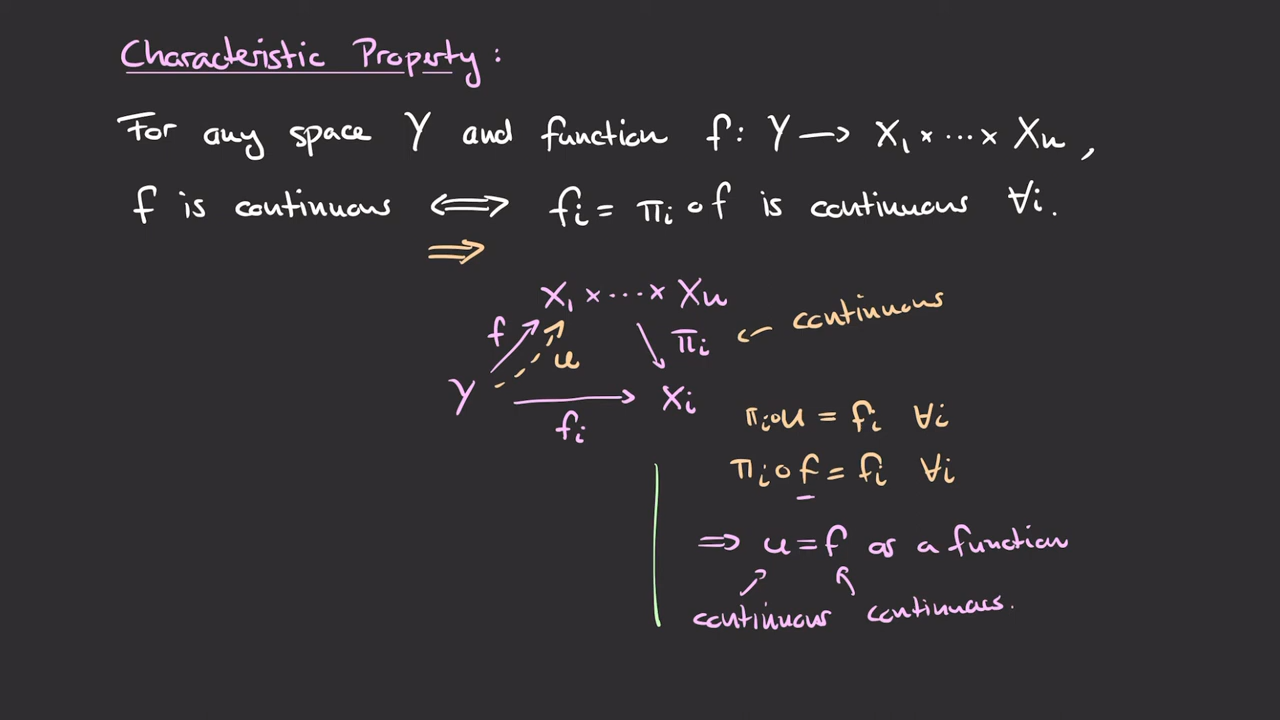 Characteristic Property:
For any space Y and function f: Y → X₁ × ⋯ × Xₙ,
f is continuous ⟺ fᵢ = πᵢ ∘ f is continuous ∀i.
⟹
X₁ × ⋯ × Xₙ
f u πᵢ ← continuous
Y → Xᵢ
fᵢ
πᵢ∘u = fᵢ ∀i
πᵢ ∘ f = fᵢ ∀i
⟹ u = f as a function
continuous continuous.